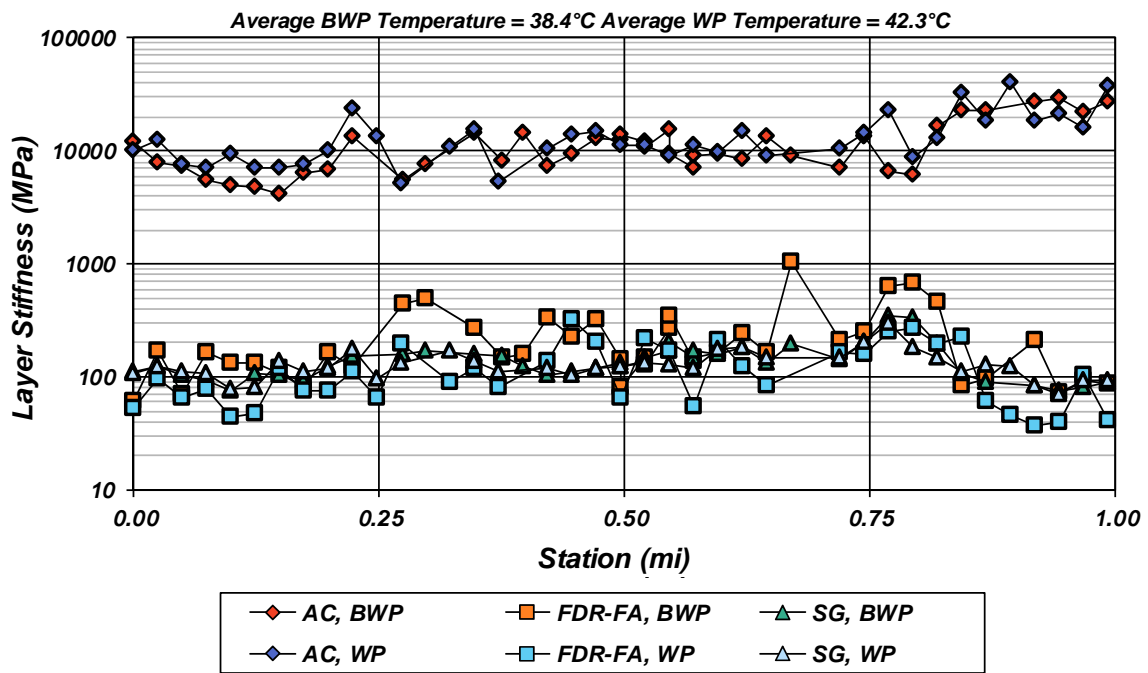 Average BWP Temperature = 38.4°C Average WP Temperature = 42.3°C
100000
10000
1000
100
10
Layer Stiffness (MPa)
0.00 0.25 0.50 0.75 1.00
Station (mi)
AC, BWP FDR-FA, BWP SG, BWP
AC, WP FDR-FA, WP SG, WP